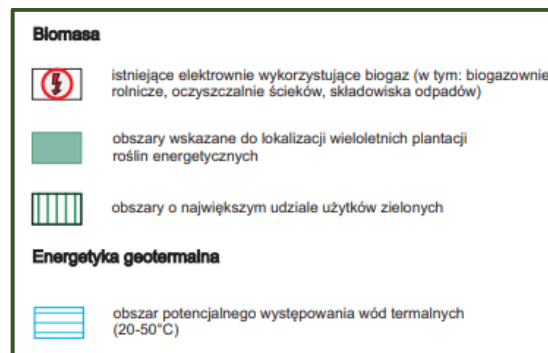 Biomasa
istniejące elektrownie wykorzystujące biogaz (w tym: biogazownie
rolnicze, oczyszczalnie ścieków, składowiska odpadów)
obszary wskazane do lokalizacji wieloletnich plantacji
roślin energetycznych
obszary o największym udziale użytków zielonych
Energetyka geotermalna
obszar potencjalnego występowania wód termalnych
(20-50°C)